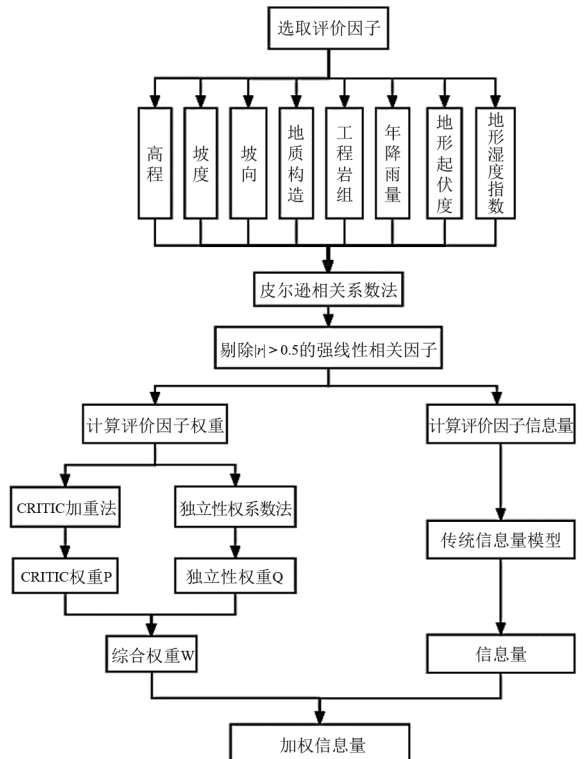 选取评价因子
高程
坡度
坡向
地质构造
工程岩组
年降雨量
地形起伏度
地形湿度指数
皮尔逊相关系数法
剔除|r|>0.5的强线性相关因子
计算评价因子权重
计算评价因子信息量
CRITIC加重法
独立性权系数法
传统信息量模型
CRITIC权重P
独立性权重Q
综合权重W
信息量
加权信息量